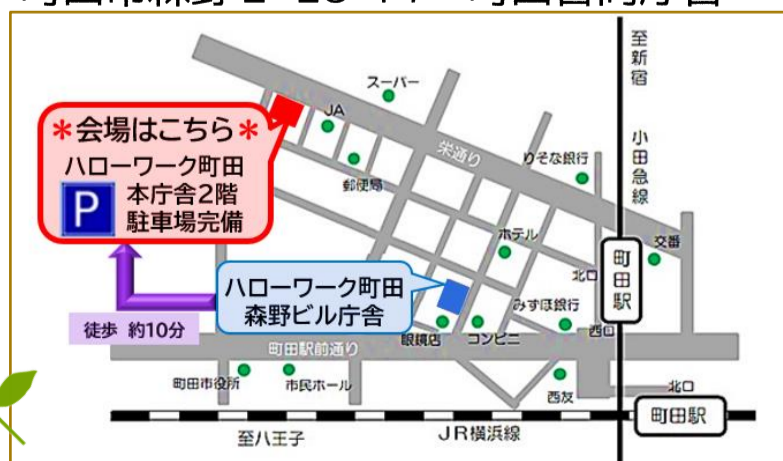 至新宿
小田急線
スーパー
JA
＊会場はこちら＊
ハローワーク町田
P
本庁舎2階
駐車場完備
栄通り
りそな銀行
郵便局
ホテル
交番
北口
町田駅
ハローワーク町田
森野ビル庁舎
みずほ銀行
徒歩 約10分
眼鏡店
コンビニ
西口
町田駅前通り
町田市役所
市民ホール
西友
北口
町田駅
至八王子
JR横浜線